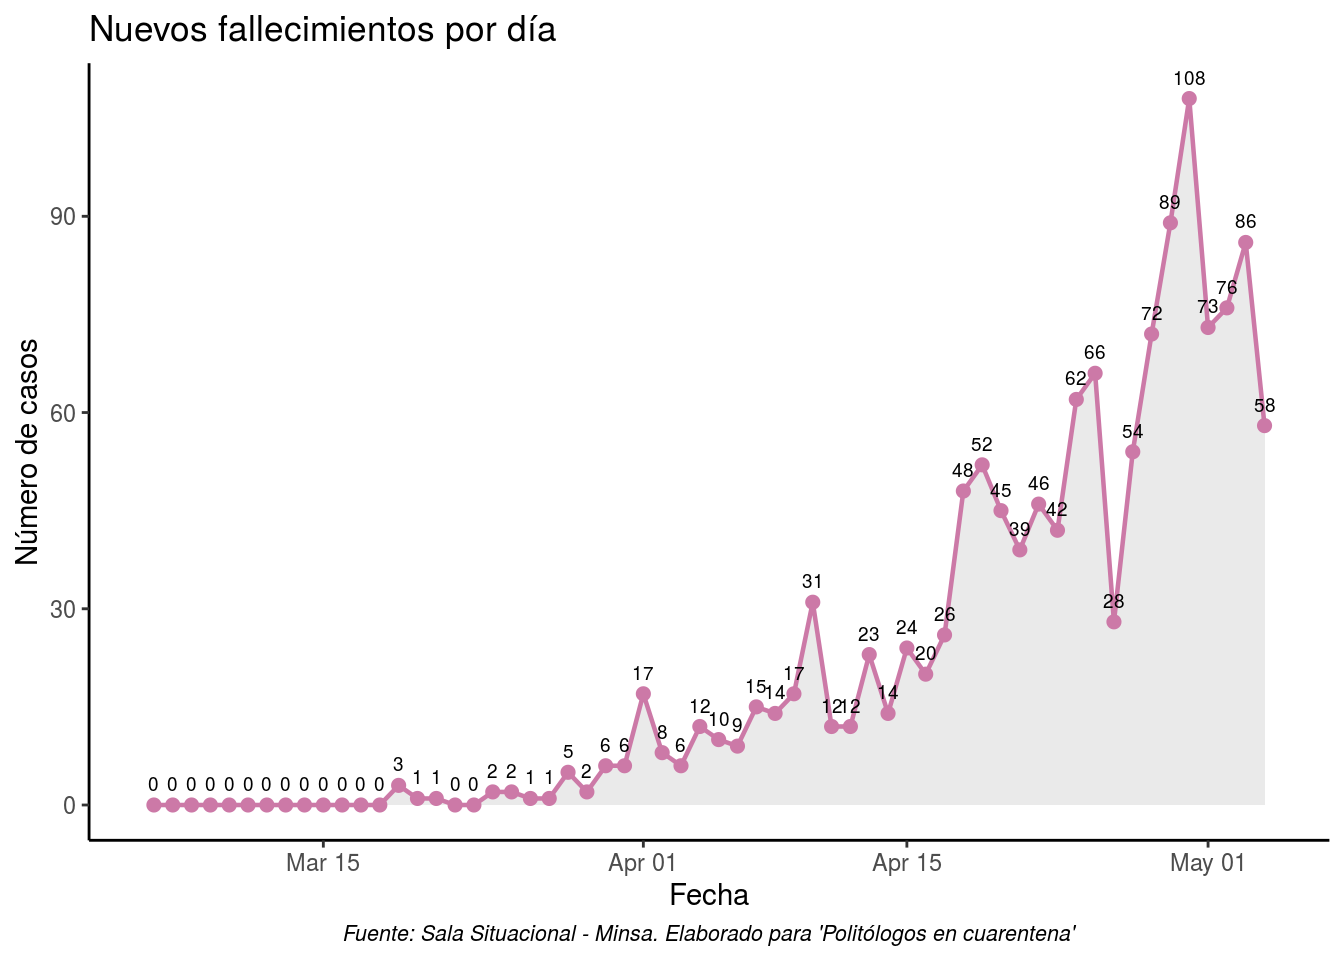 Nuevos fallecimientos por día
Número de casos
90
60
30
0
0 0 0 0 0 0 0 0 0 0 0 0 0 3 1 1 0 0 2 2 1 1 5 2 6 6 17 8 6 12 10 9 15 14 17 31 12 12 23 14 24 20 26 48 52 45 39 46 42 62 66 28 54 72 89 108 73 76 86 58
Mar 15 Apr 01 Apr 15 May 01
Fecha
Fuente: Sala Situacional - Minsa. Elaborado para 'Politólogos en cuarentena'